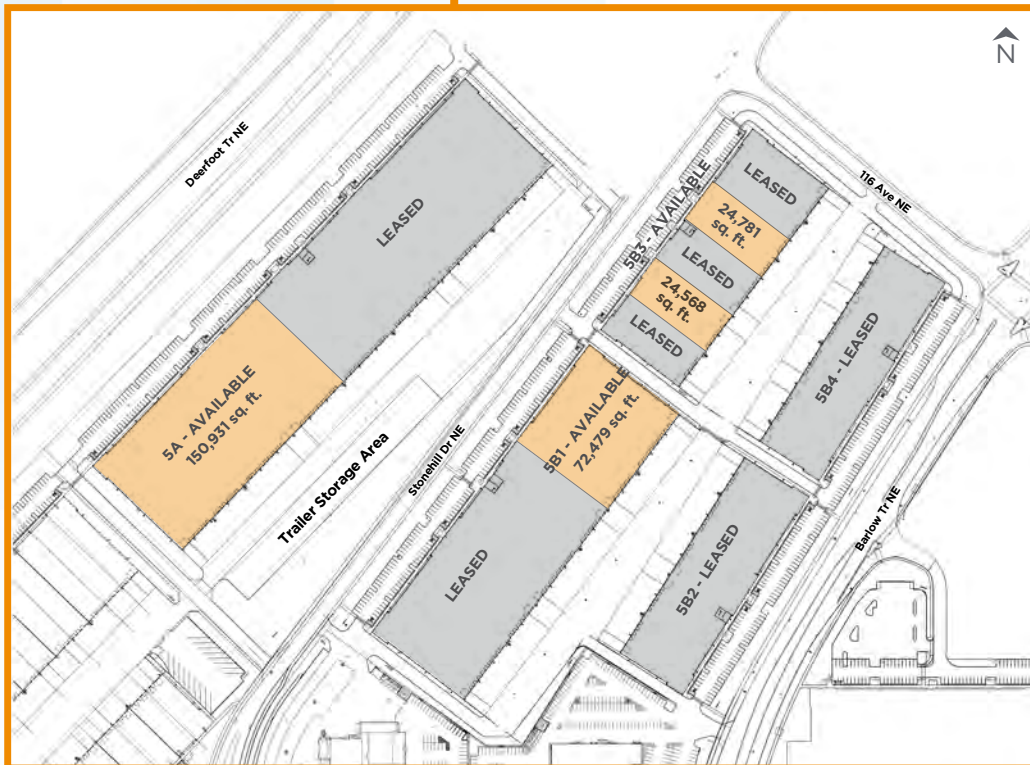 N
Deerfoot Tr NE
LEASED
5A - AVAILABLE
150,931 sq. ft.
Trailer Storage Area
Stonehill Dr NE
5B3 - AVAILABLE
LEASED
24,781
sq. ft.
LEASED
24,568
sq. ft.
LEASED
116 Ave NE
5B4 - LEASED
5B1 - AVAILABLE
72,479 sq. ft.
LEASED
5B2 - LEASED
Barlow Tr NE